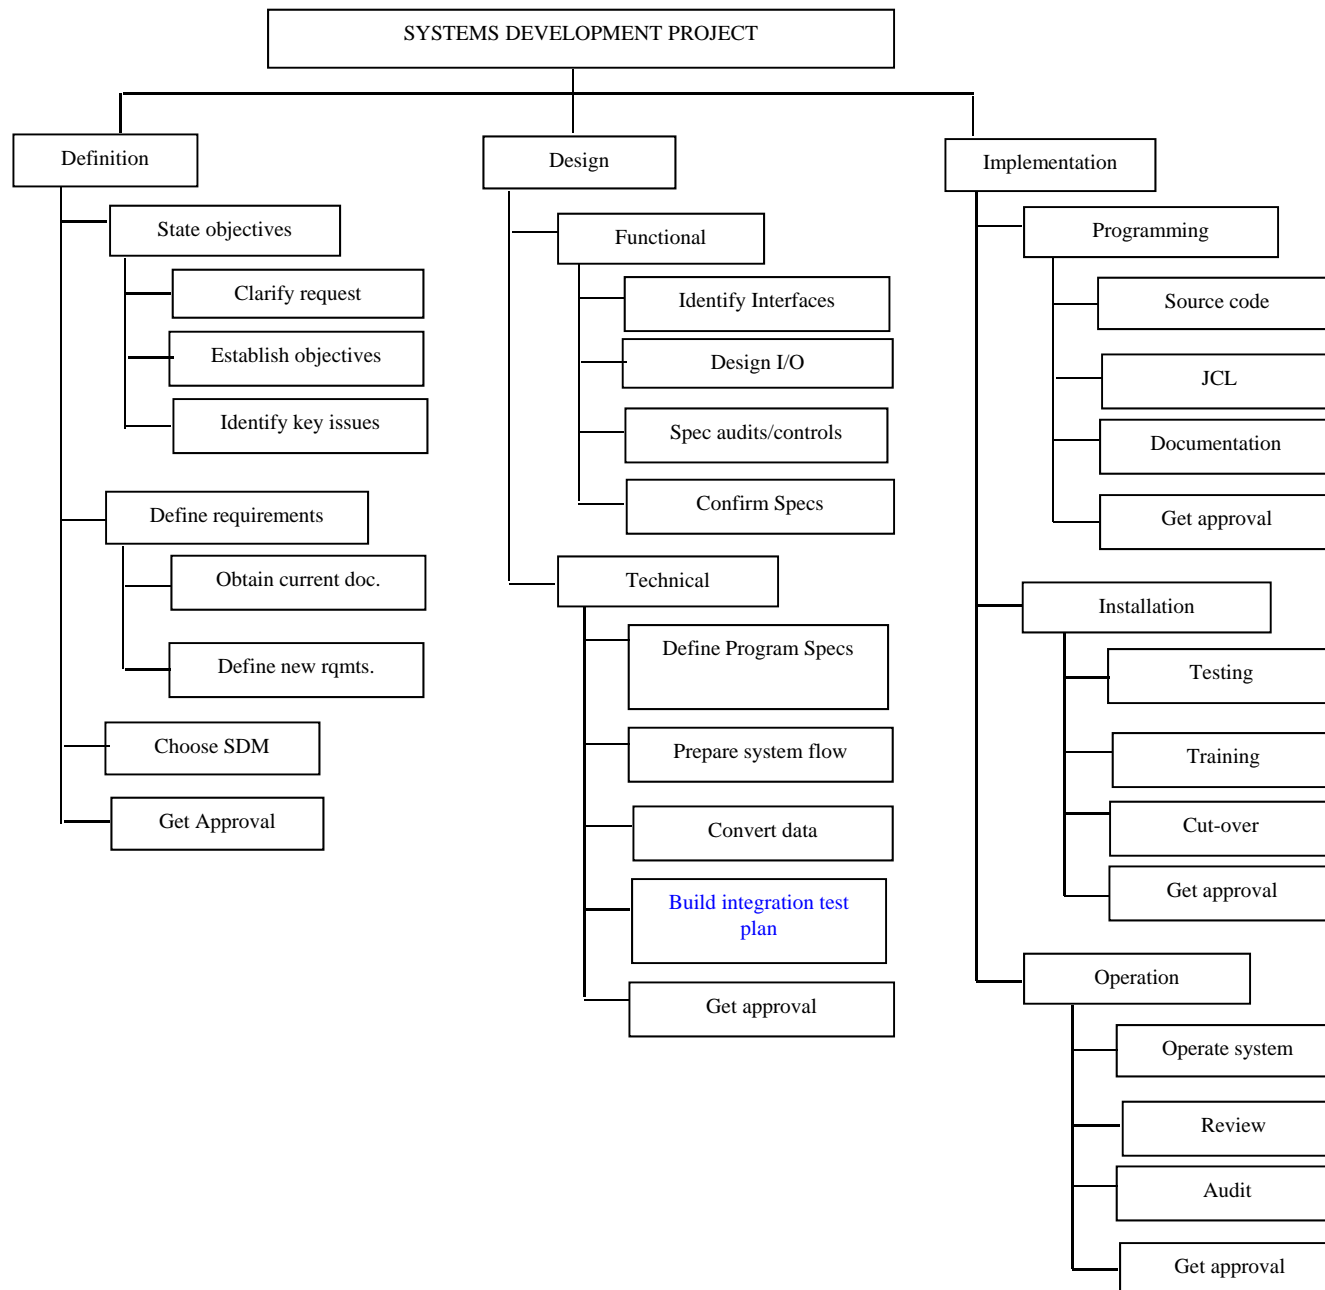 SYSTEMS DEVELOPMENT PROJECT
Definition
State objectives
Clarify request
Establish objectives
Identify key issues
Define requirements
Obtain current doc.
Define new rqmts.
Choose SDM
Get Approval
Design
Functional
Identify Interfaces
Design I/O
Spec audits/controls
Confirm Specs
Technical
Define Program Specs
Prepare system flow
Convert data
Build integration test
plan
Get approval
Implementation
Programming
Source code
JCL
Documentation
Get approval
Installation
Testing
Training
Cut-over
Get approval
Operation
Operate system
Review
Audit
Get approval